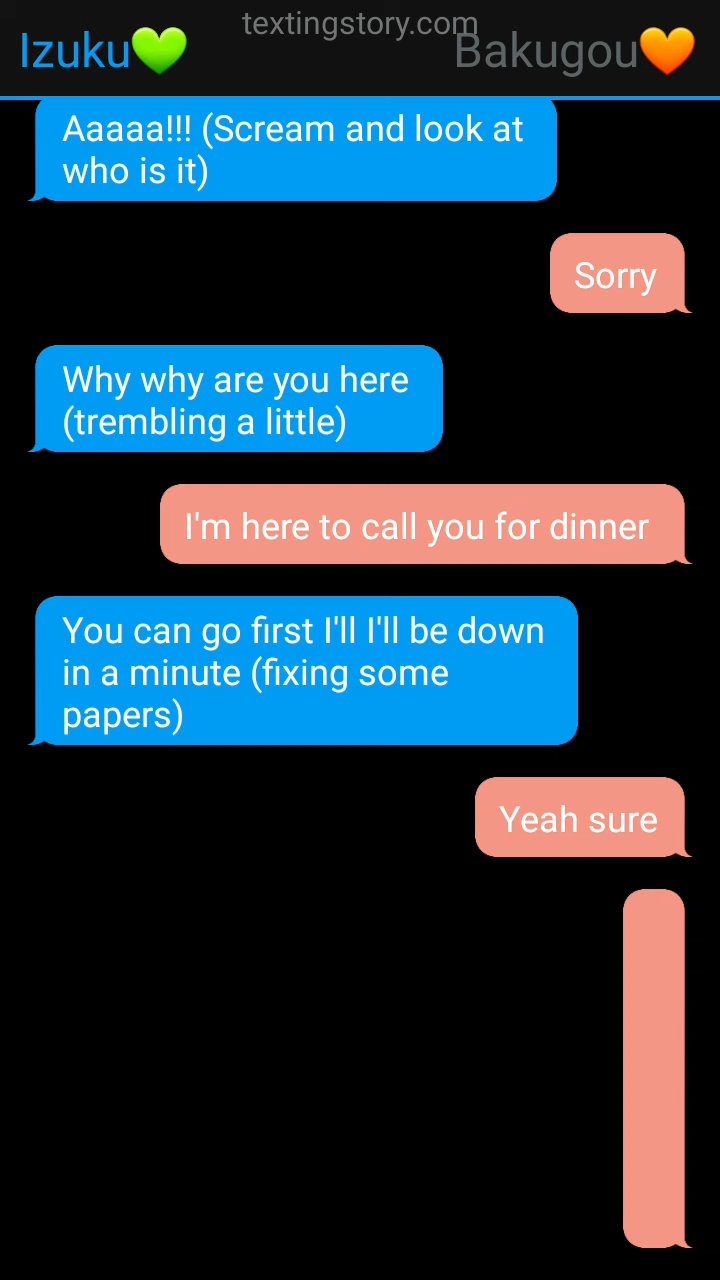 textingstory.com
Izuku💚 Bakugou🧡
Aaaaa!!! (Scream and look at
who is it)
Sorry
Why why are you here
(trembling a little)
I'm here to call you for dinner
You can go first I'll I'll be down
in a minute (fixing some
papers)
Yeah sure